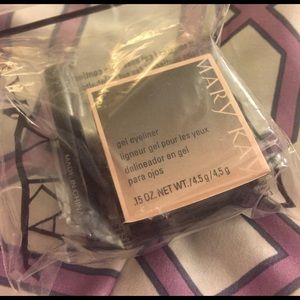 MARY KAY
gel eyeliner
ligneur gel pour les yeux
delineador en gel
para ojos
.15 OZ. NET WT./4.5 g/4,5 g